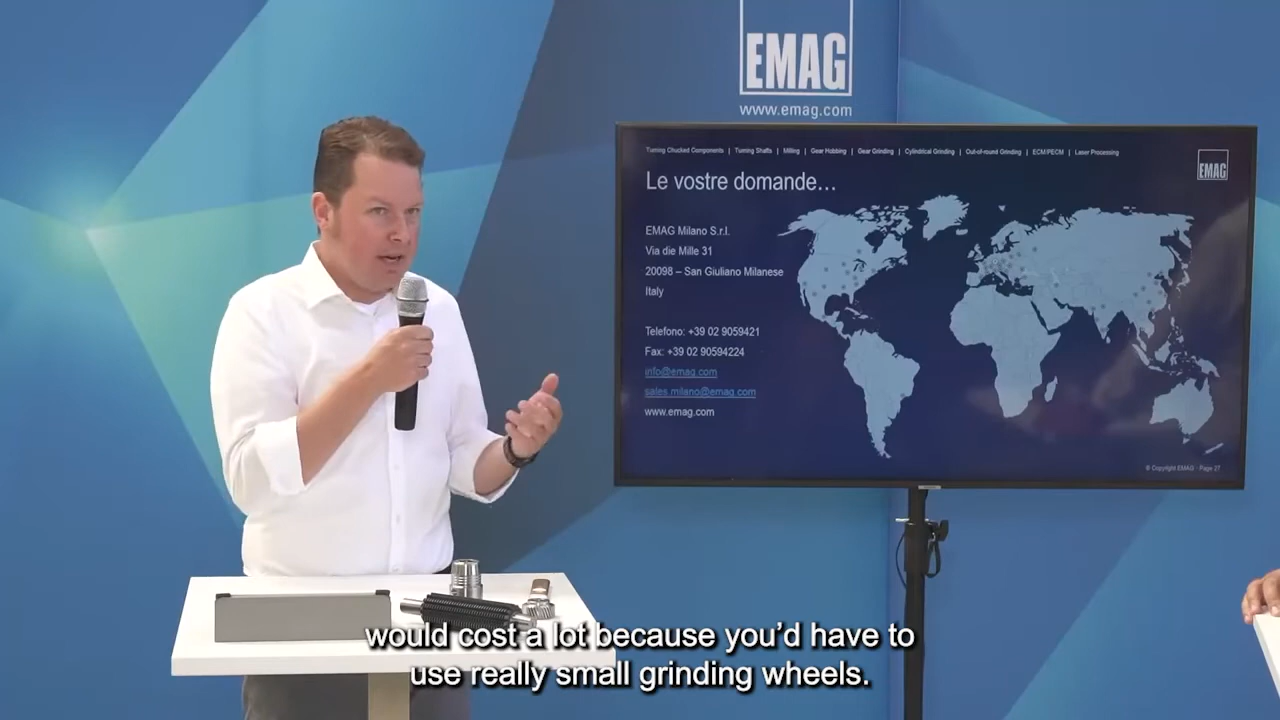 EMAG
www.emag.com
Turning Chucked Components | Turning Shafts | Milling | Gear Hobbing | Gear Grinding | Cylindrical Grinding | Out-of-round Grinding | ECM/PECM | Laser Processing
EMAG
Le vostre domande...
EMAG Milano S.r.l.
Via die Mille 31
20098 – San Giuliano Milanese
Italy
Telefono: +39 02 9059421
Fax: +39 02 90594224
info@emag.com
sales.milano@emag.com
www.emag.com
© Copyright EMAG - Page 27
would cost a lot because you'd have to
use really small grinding wheels.